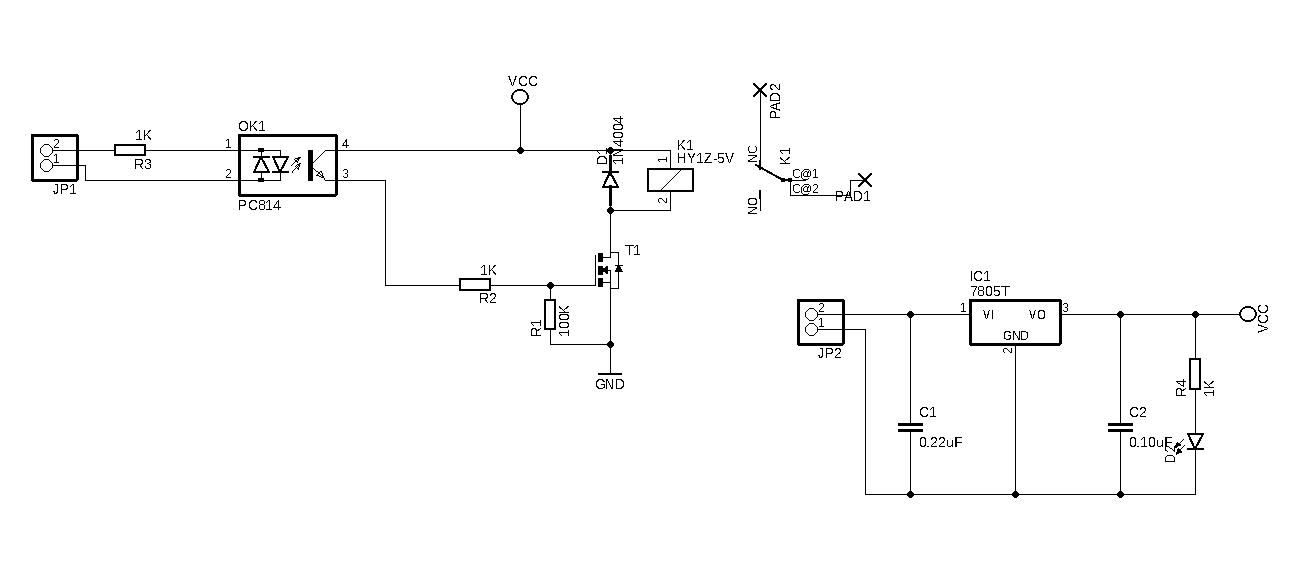 VCC
PAD2
1K
OK1
D1
1N4004
K1
HY1Z-5V
2
1
R3
1
2
4
3
1
2
NC
K1
C@1
C@2
NO
PAD1
JP1
PC814
T1
1K
R2
R1
100K
GND
IC1
7805T
2
1
1
VI
VO
3
GND
2
VCC
JP2
R4
1K
C1
0.22uF
C2
0.10uF
D2